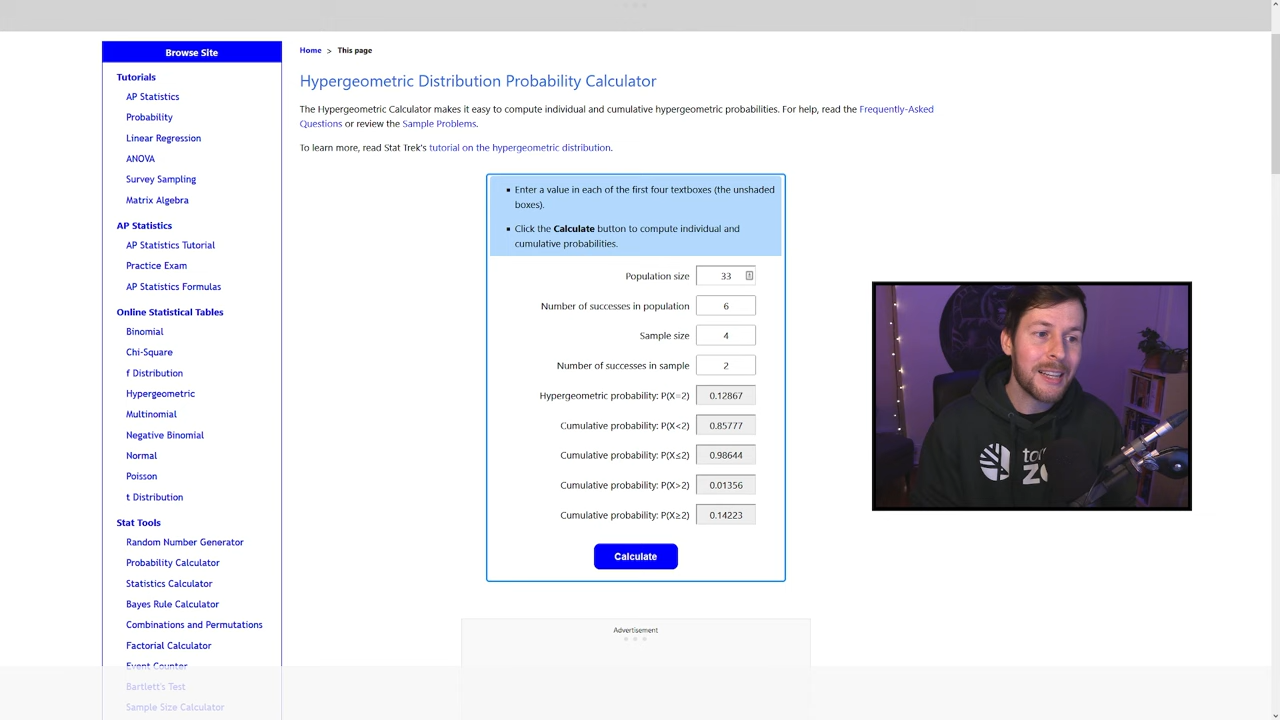 Browse Site
Tutorials
AP Statistics
Probability
Linear Regression
ANOVA
Survey Sampling
Matrix Algebra
AP Statistics
AP Statistics Tutorial
Practice Exam
AP Statistics Formulas
Online Statistical Tables
Binomial
Chi-Square
f Distribution
Hypergeometric
Multinomial
Negative Binomial
Normal
Poisson
t Distribution
Stat Tools
Random Number Generator
Probability Calculator
Statistics Calculator
Bayes Rule Calculator
Combinations and Permutations
Factorial Calculator
Event Counter
Bartlett's Test
Sample Size Calculator
Home > This page
Hypergeometric Distribution Probability Calculator
The Hypergeometric Calculator makes it easy to compute individual and cumulative hypergeometric probabilities. For help, read the Frequently-Asked
Questions or review the Sample Problems.
To learn more, read Stat Trek's tutorial on the hypergeometric distribution.
▪ Enter a value in each of the first four textboxes (the unshaded
boxes).
▪ Click the Calculate button to compute individual and
cumulative probabilities.
Population size 33
Number of successes in population 6
Sample size 4
Number of successes in sample 2
Hypergeometric probability: P(X=2) 0.12867
Cumulative probability: P(X<2) 0.85777
Cumulative probability: P(X≤2) 0.98644
Cumulative probability: P(X>2) 0.01356
Cumulative probability: P(X≥2) 0.14223
Calculate
Advertisement